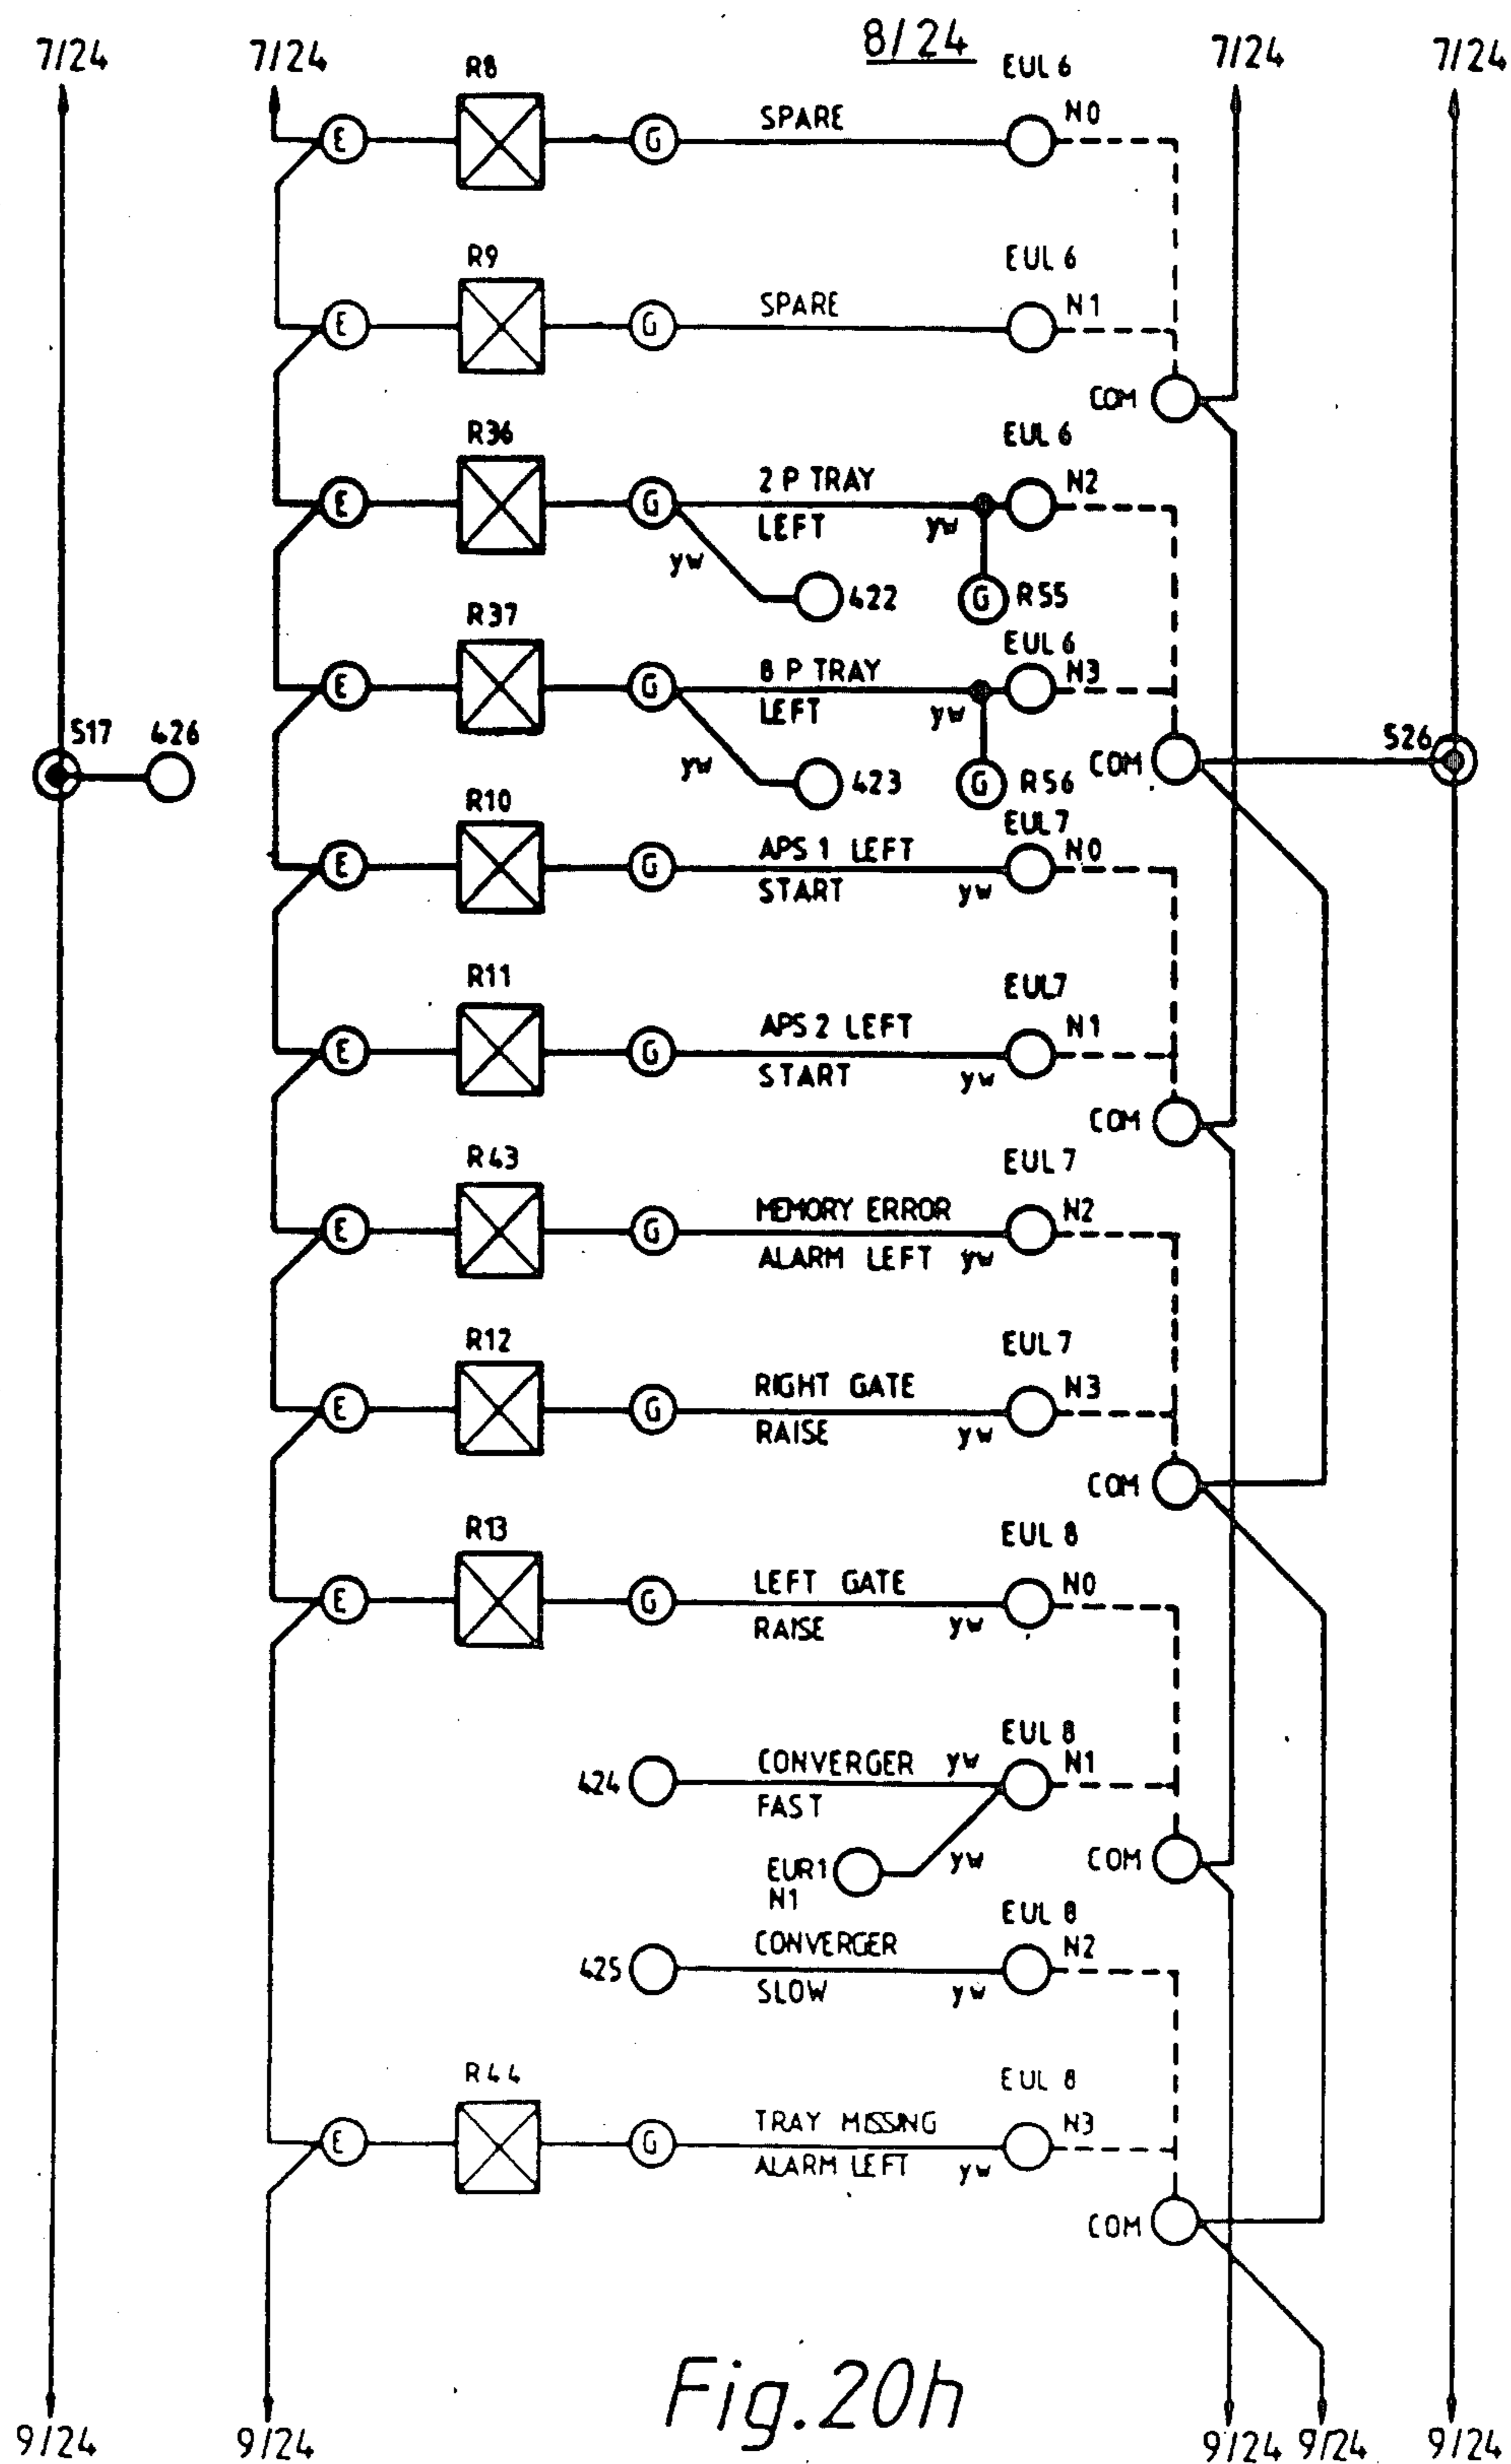 8/24
7/24 7/24 7/24 7/24
R8 EUL 6
E G SPARE N0
R9 EUL 6
E G SPARE N1
COM
R36 EUL 6
E G 2 P TRAY N2
LEFT yw
yw
422 G R55
R37 EUL 6
E G 8 P TRAY N3
LEFT yw
yw
S17 426 423 G R56 COM S26
R10 EUL7
E G APS 1 LEFT N0
START yw
R11 EUL7
E G APS 2 LEFT N1
START yw
COM
R43 EUL 7
E G MEMORY ERROR N2
ALARM LEFT yw
R12 EUL 7
E G RIGHT GATE N3
RAISE yw
COM
R13 EUL 8
E G LEFT GATE N0
RAISE yw
EUL 8
424 CONVERGER yw N1
FAST
EUR1 yw COM
N1
EUL 8
425 CONVERGER N2
SLOW yw
R44 EUL 8
E G TRAY MISSING N3
ALARM LEFT yw
COM
Fig.20h
9/24 9/24 9/24 9/24 9/24